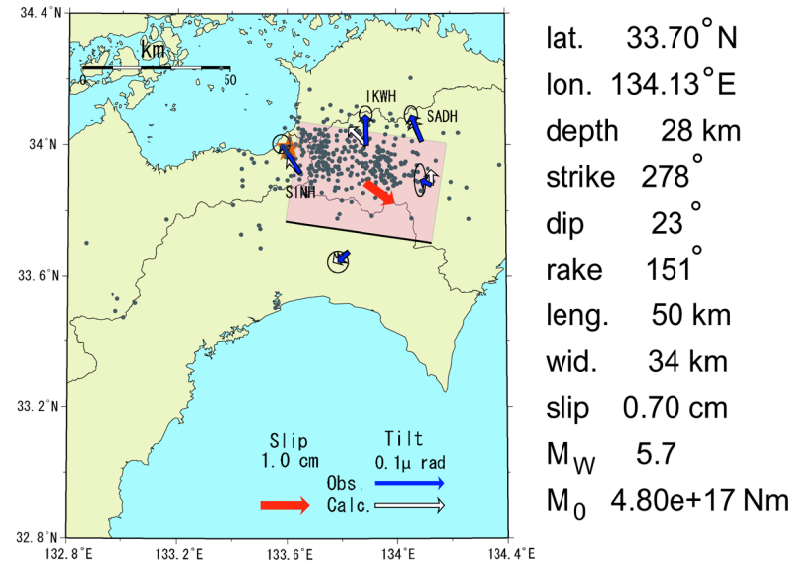 34.4°N
34°N
33.6°N
33.2°N
32.8°N
132.8°E
133.2°E
133.6°E
134°E
134.4°E
km
0
50
IKWH
SADH
SINH
Slip
1.0 cm
Tilt
0.1μ rad
Obs.
Calc.
lat. 33.70°N
lon. 134.13°E
depth 28 km
strike 278°
dip 23°
rake 151°
leng. 50 km
wid. 34 km
slip 0.70 cm
MW 5.7
M0 4.80e+17 Nm